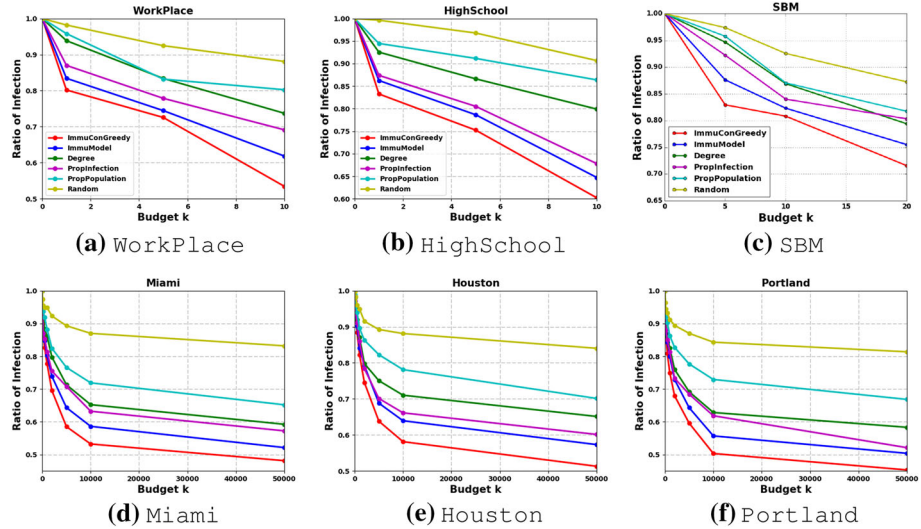 WorkPlace
Ratio of Infection
1.0
0.9
0.8
0.7
0.6
0.5
ImmuConGreedy
ImmuModel
Degree
PropInfection
PropPopulation
Random
0 2 4 6 8 10
Budget k
(a) WorkPlace
HighSchool
Ratio of Infection
1.00
0.95
0.90
0.85
0.80
0.75
0.70
0.65
0.60
ImmuConGreedy
ImmuModel
Degree
PropInfection
PropPopulation
Random
0 2 4 6 8 10
Budget k
(b) HighSchool
SBM
Ratio of Infection
1.00
0.95
0.90
0.85
0.80
0.75
0.70
0.65
ImmuConGreedy
ImmuModel
Degree
PropInfection
PropPopulation
Random
0 5 10 15 20
Budget k
(c) SBM
Miami
Ratio of Infection
1.0
0.9
0.8
0.7
0.6
0.5
0 10000 20000 30000 40000 50000
Budget k
(d) Miami
Houston
Ratio of Infection
1.0
0.9
0.8
0.7
0.6
0.5
0 10000 20000 30000 40000 50000
Budget k
(e) Houston
Portland
Ratio of Infection
1.0
0.9
0.8
0.7
0.6
0.5
0 10000 20000 30000 40000 50000
Budget k
(f) Portland